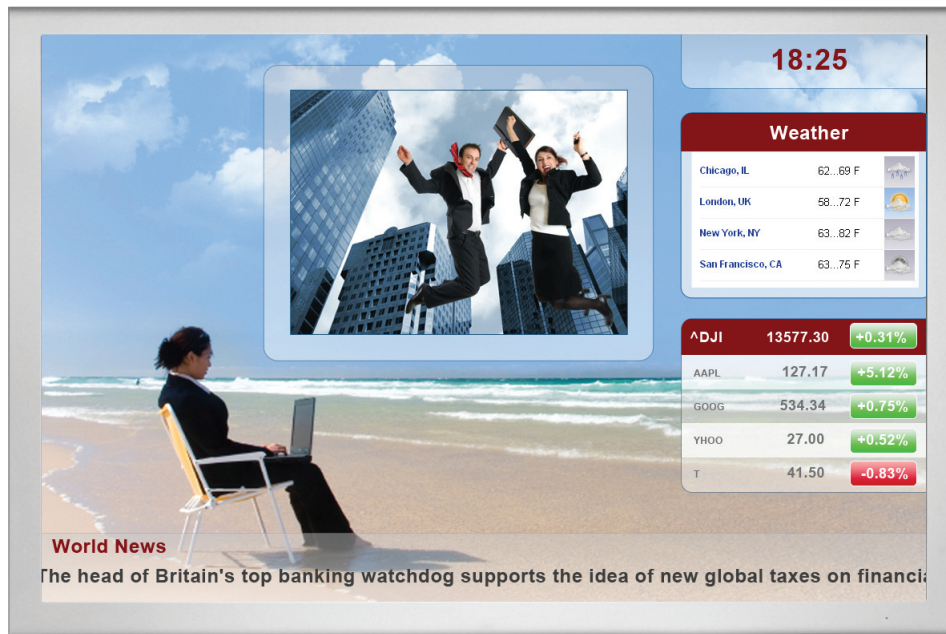 18:25
Weather
Chicago, IL 62...69 F
London, UK 58...72 F
New York, NY 63...82 F
San Francisco, CA 63...75 F
^DJI 13577.30 +0.31%
AAPL 127.17 +5.12%
GOOG 534.34 +0.75%
YHOO 27.00 +0.52%
T 41.50 -0.83%
World News
The head of Britain's top banking watchdog supports the idea of new global taxes on